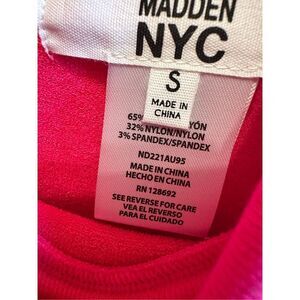 MADDEN
NYC
S
MADE IN
CHINA
65%
32% NYLON/NYLON
3% SPANDEX/SPANDEX
ND221AU95
MADE IN CHINA
HECHO EN CHINA
RN 128692
SEE REVERSE FOR CARE
VEA EL REVERSO
PARA EL CUIDADO